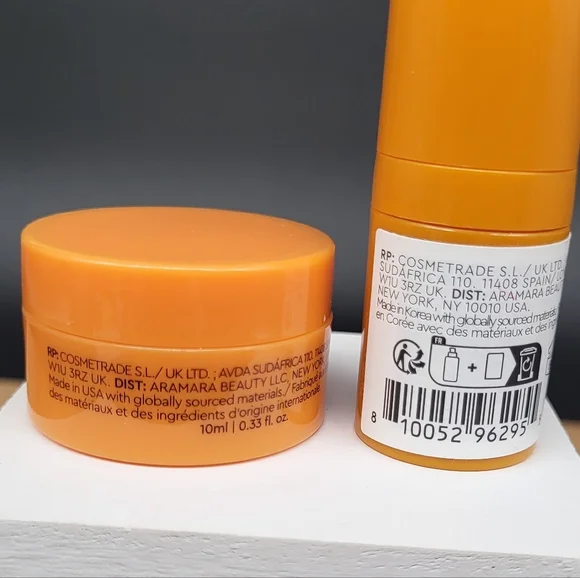 RP: COSMETRADE S.L./ UK LTD. ; AVDA SUDÁFRICA 110.
W1U 3RZ UK. DIST: ARAMARA BEAUTY LLC, NEW YORK
Made in USA with globally sourced materials./ Fabriqué
des matériaux et des ingrédients d'origine internationale.
10ml | 0.33 fl. oz.
RP: COSMETRADE S.L./ UK LTD.
SUDÁFRICA 110. 11408 SPAIN/
W1U 3RZ UK. DIST: ARAMARA
NEW YORK, NY 10010 USA.
Made in Korea with globally sourced
en Corée avec des matériaux et des
FR
+
8 10052 96295